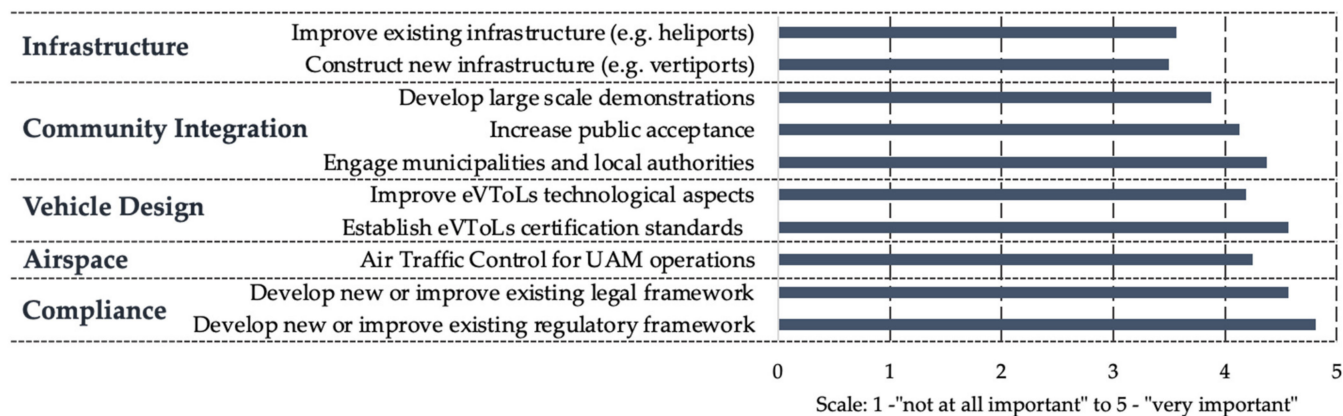 Infrastructure
Improve existing infrastructure (e.g. heliports)
Construct new infrastructure (e.g. vertiports)
Community Integration
Develop large scale demonstrations
Increase public acceptance
Engage municipalities and local authorities
Vehicle Design
Improve eVToLs technological aspects
Establish eVToLs certification standards
Airspace
Air Traffic Control for UAM operations
Compliance
Develop new or improve existing legal framework
Develop new or improve existing regulatory framework
0 1 2 3 4 5
Scale: 1 -"not at all important" to 5 - "very important"